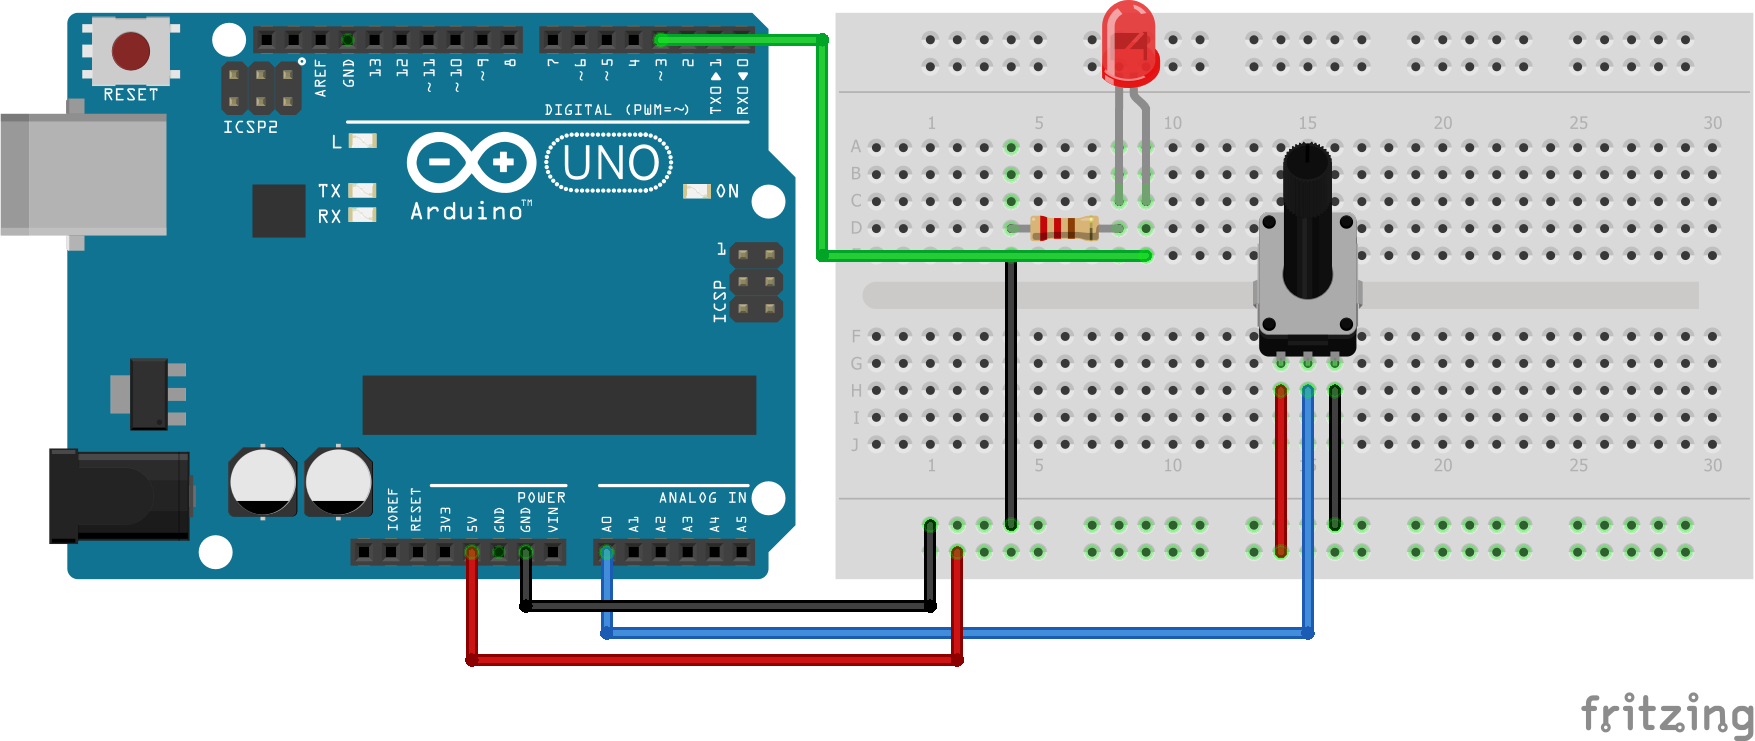 RESET
ICSP2
AREF
GND
13
12
~11
~10
~9
8
7
~6
~5
4
~3
2
TX0▶1
RX0◀0
DIGITAL (PWM=~)
L
TX
RX
UNO
Arduino™
ON
1
ICSP
IOREF
RESET
3V3
5V
GND
GND
VIN
POWER
ANALOG IN
A0
A1
A2
A3
A4
A5
1 5 10 15 20 25 30
A
B
C
D
F
G
H
I
J
1 5 10 15 20 25 30
fritzing